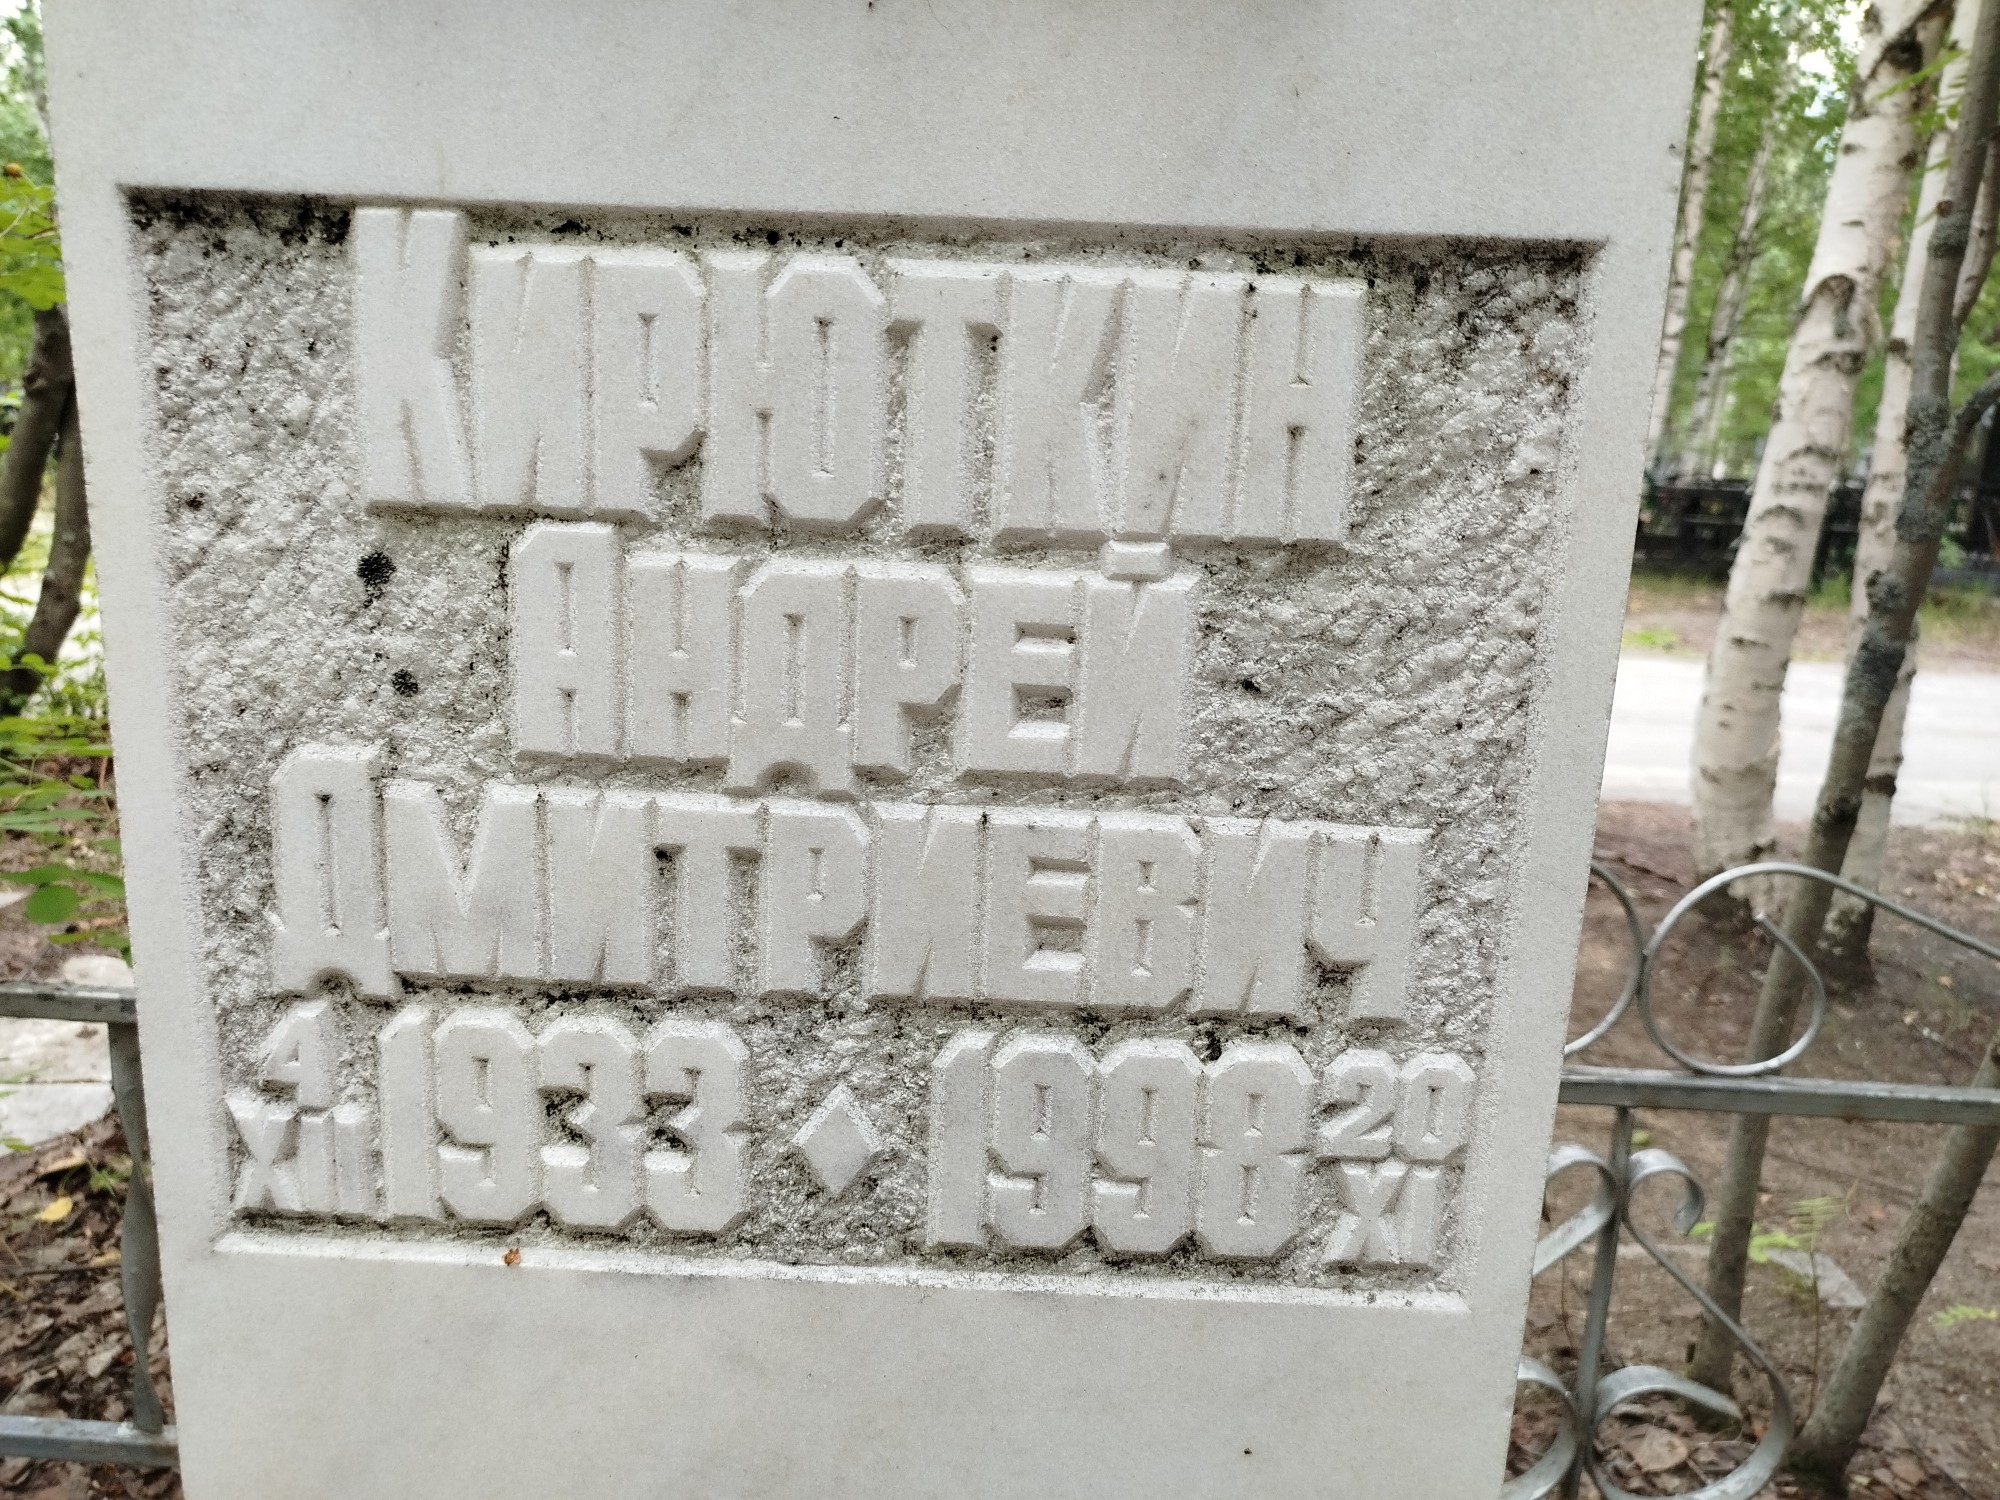 Кирюткин
Андрей
Дмитриевич
4 XII 1933 1998 20 XI